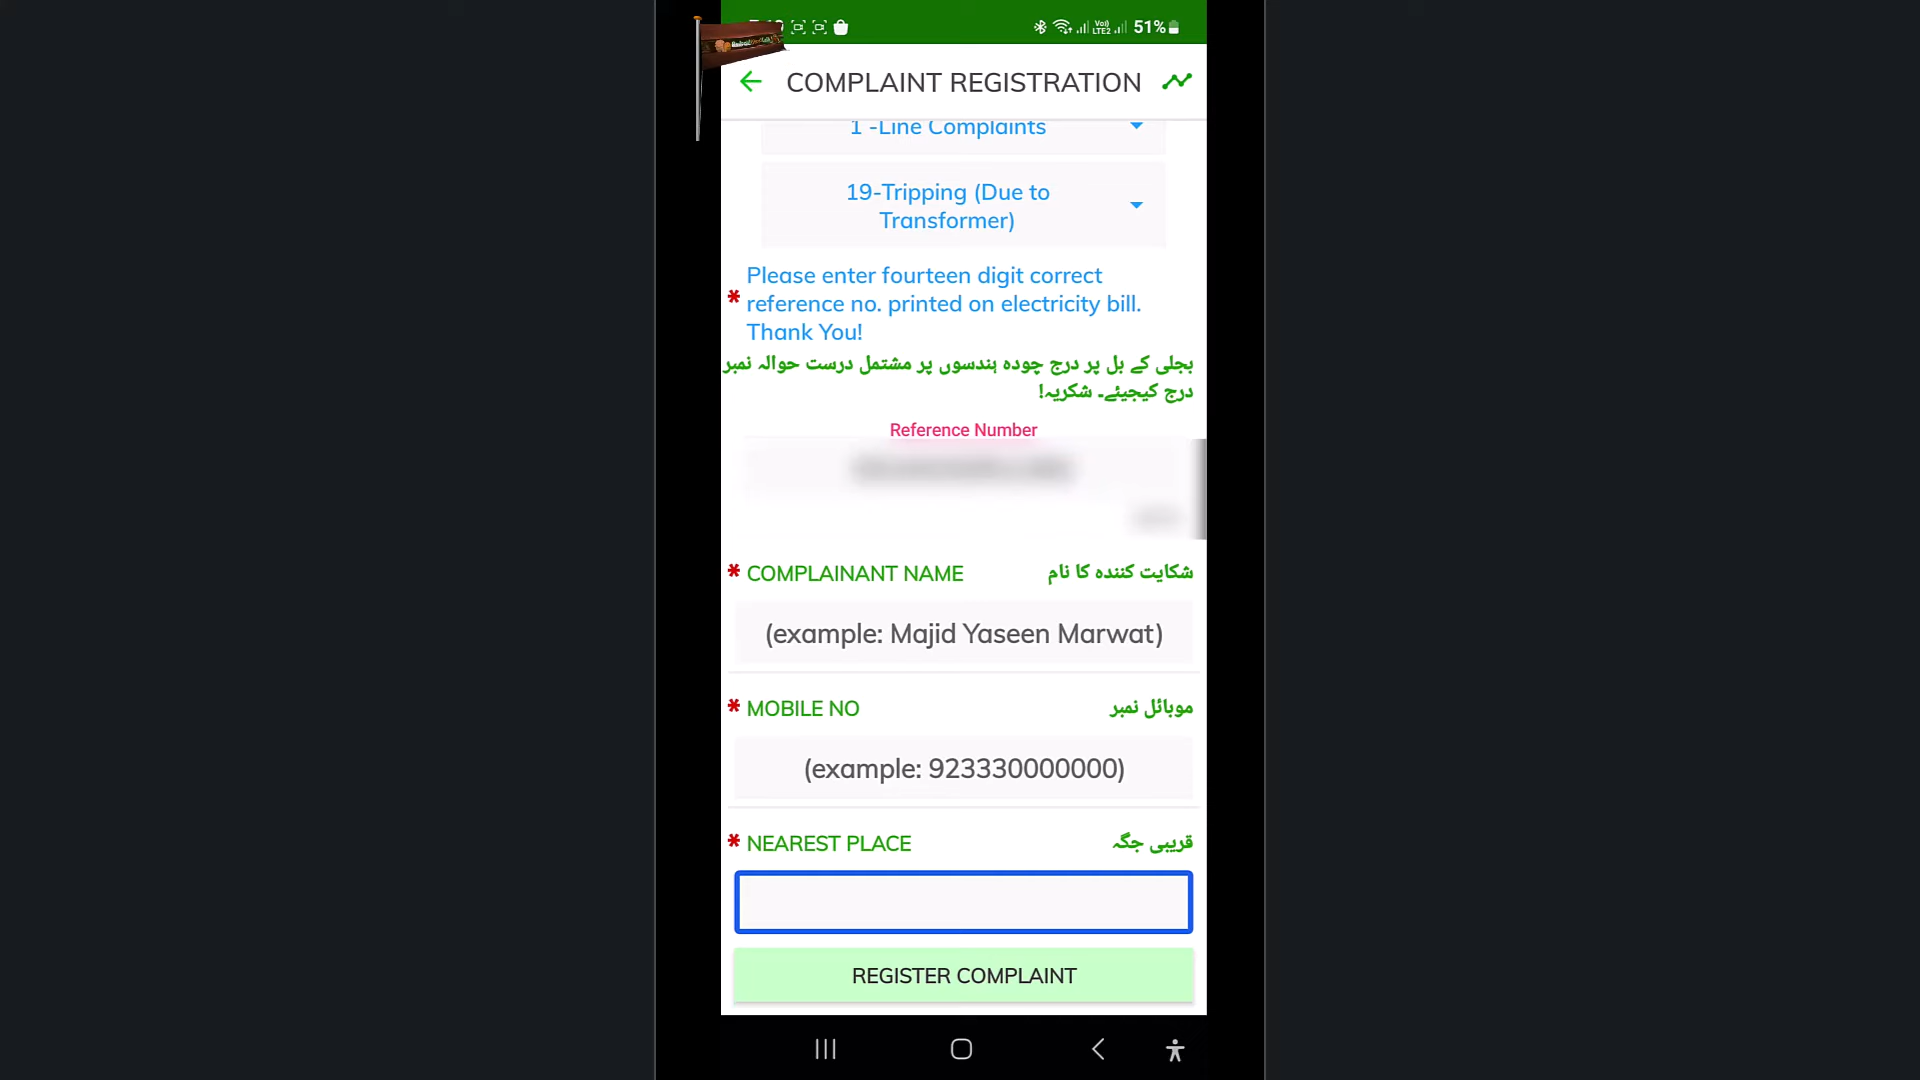 51%
COMPLAINT REGISTRATION
1 -Line Complaints
19-Tripping (Due to
Transformer)
Please enter fourteen digit correct
* reference no. printed on electricity bill.
Thank You!
بجلی کے بل پر درج چودہ ہندسوں پر مشتمل درست حوالہ نمبر
درج کیجیئے۔ شکریہ!
Reference Number
* COMPLAINANT NAME شکایت کنندہ کا نام
(example: Majid Yaseen Marwat)
* MOBILE NO موبائل نمبر
(example: 923330000000)
* NEAREST PLACE قریبی جگہ
REGISTER COMPLAINT